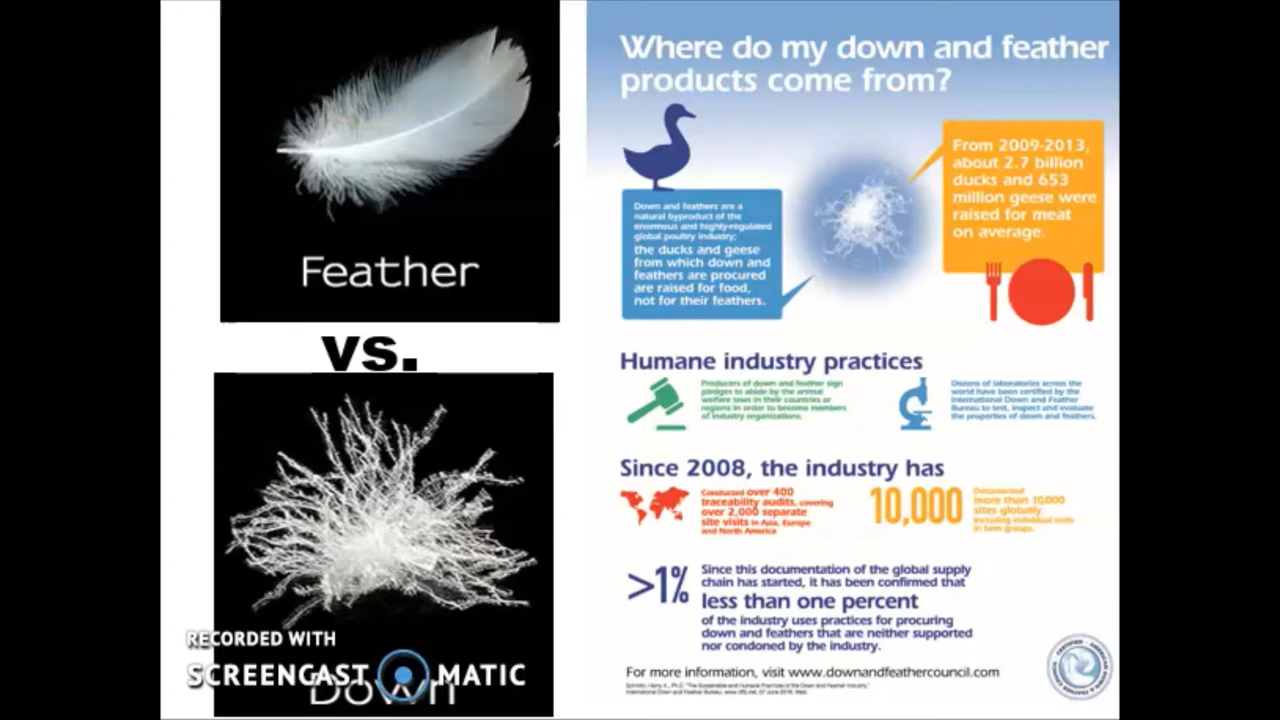 Feather
vs.
Down
RECORDED WITH
SCREENCAST MATIC
Where do my down and feather
products come from?
Down and feathers are a
natural byproduct of the
enormous and highly-regulated
global poultry industry;
the ducks and geese
from which down and
feathers are procured
are raised for food,
not for their feathers.
From 2009-2013,
about 2.7 billion
ducks and 653
million geese were
raised for meat
on average.
Humane industry practices
Producers of down and feather sign
pledges to abide by the animal
welfare laws in their countries or
regions in order to become members
of industry organizations.
Dozens of laboratories across the
world have been certified by the
International Down and Feather
Bureau to test, inspect and evaluate
the properties of down and feathers.
Since 2008, the industry has
Conducted over 400
traceability audits, covering
over 2,000 separate
site visits in Asia, Europe
and North America
10,000
Documented
more than 10,000
sites globally,
including individual
in groups.
>1%
Since this documentation of the global supply
chain has started, it has been confirmed that
less than one percent
of the industry uses practices for procuring
down and feathers that are neither supported
nor condoned by the industry.
For more information, visit www.downandfeathercouncil.com